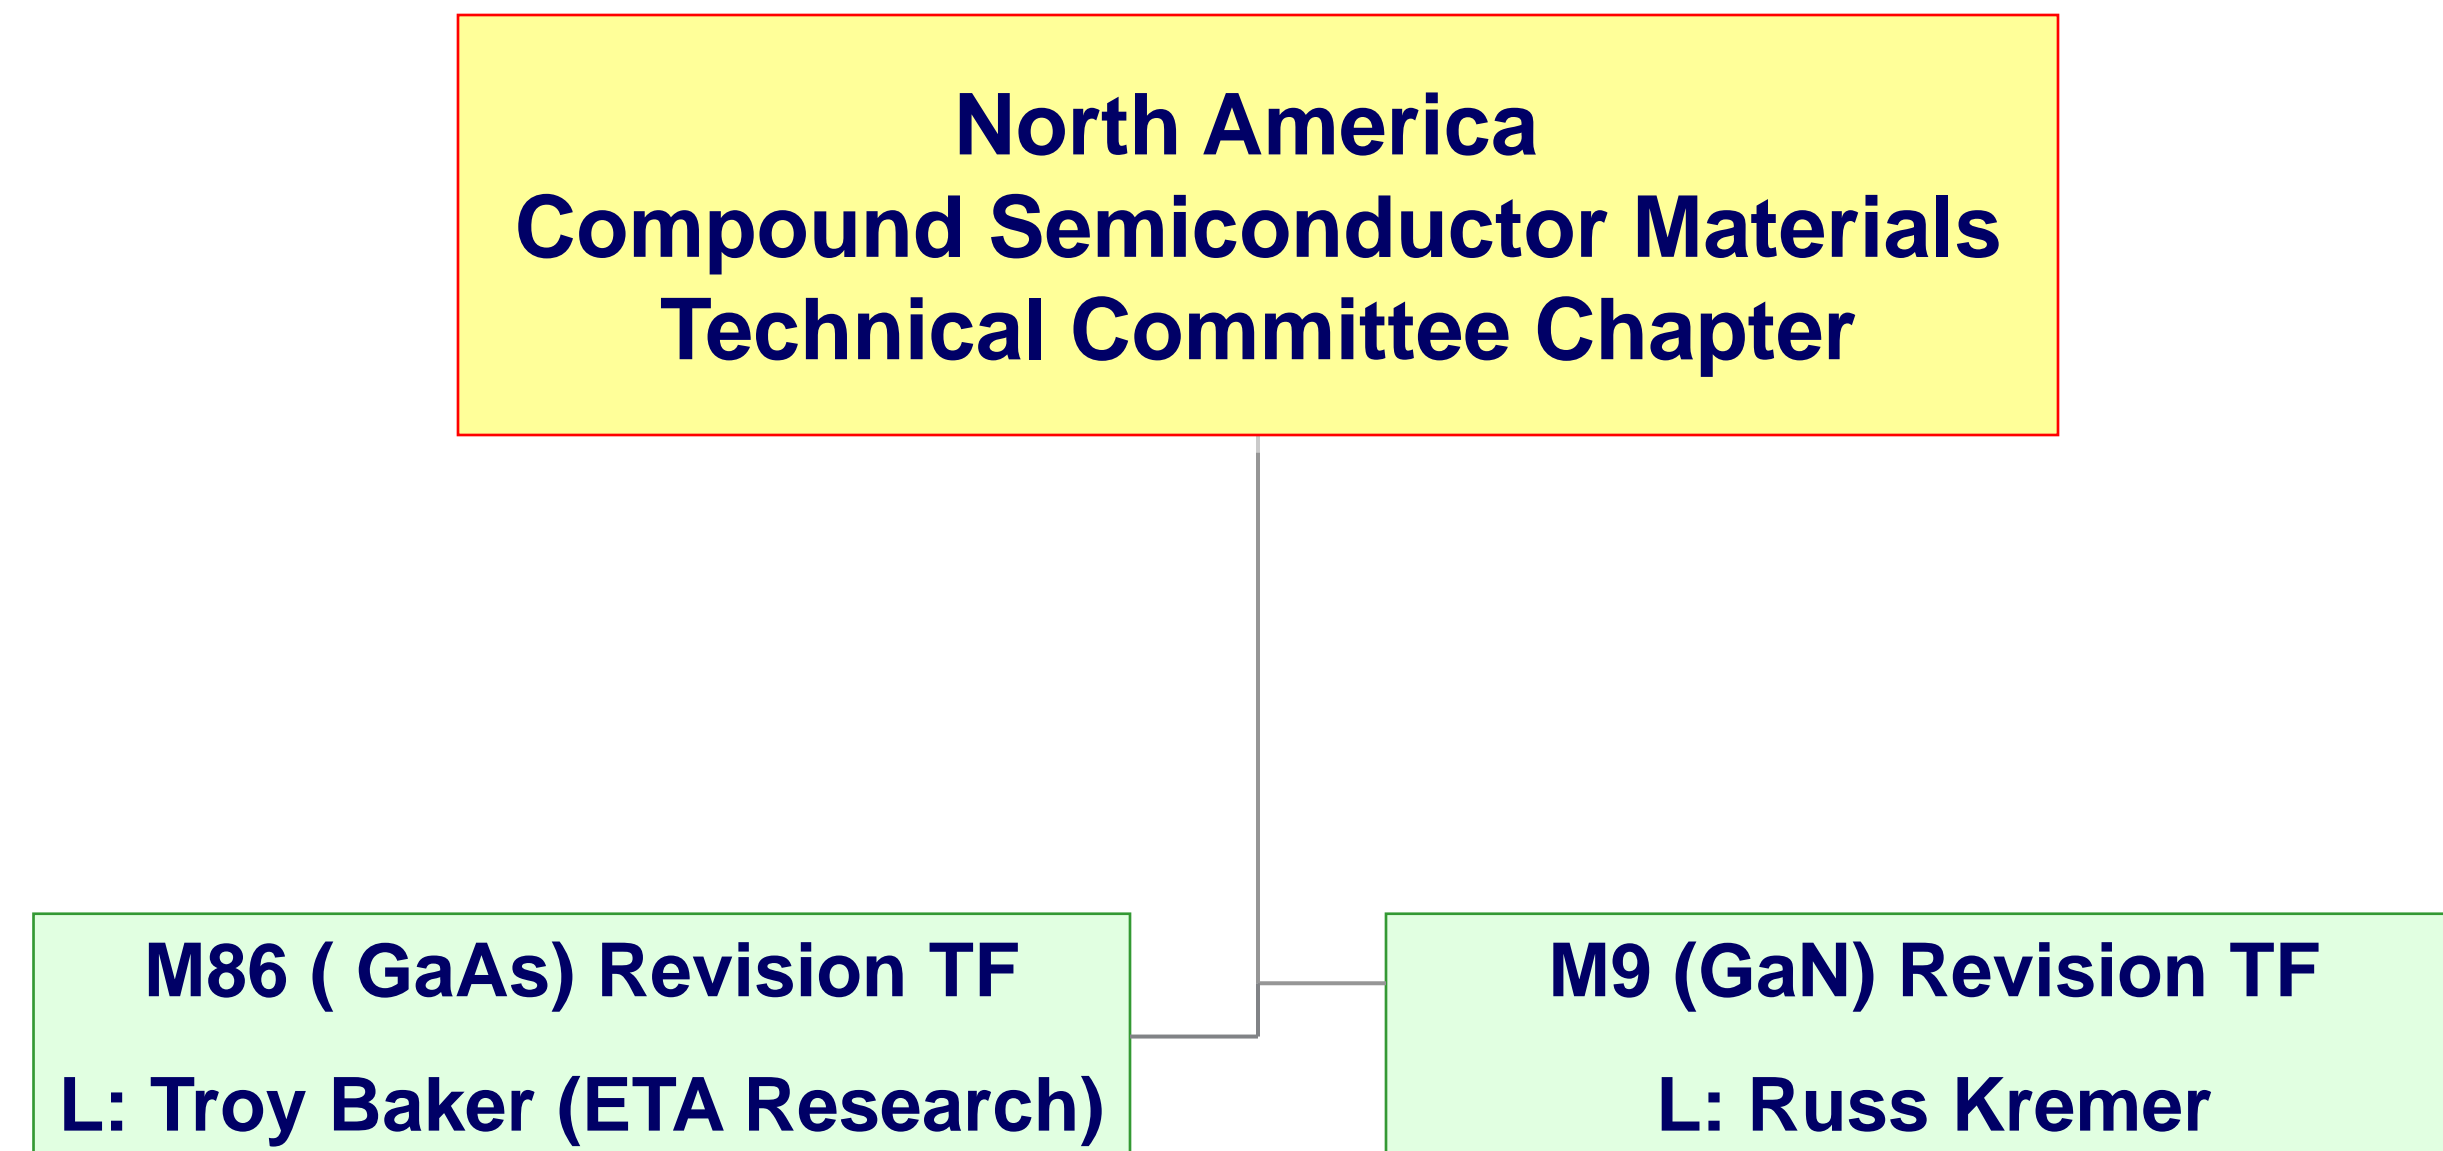 North America
Compound Semiconductor Materials
Technical Committee Chapter
M86 ( GaAs) Revision TF
L: Troy Baker (ETA Research)
M9 (GaN) Revision TF
L: Russ Kremer